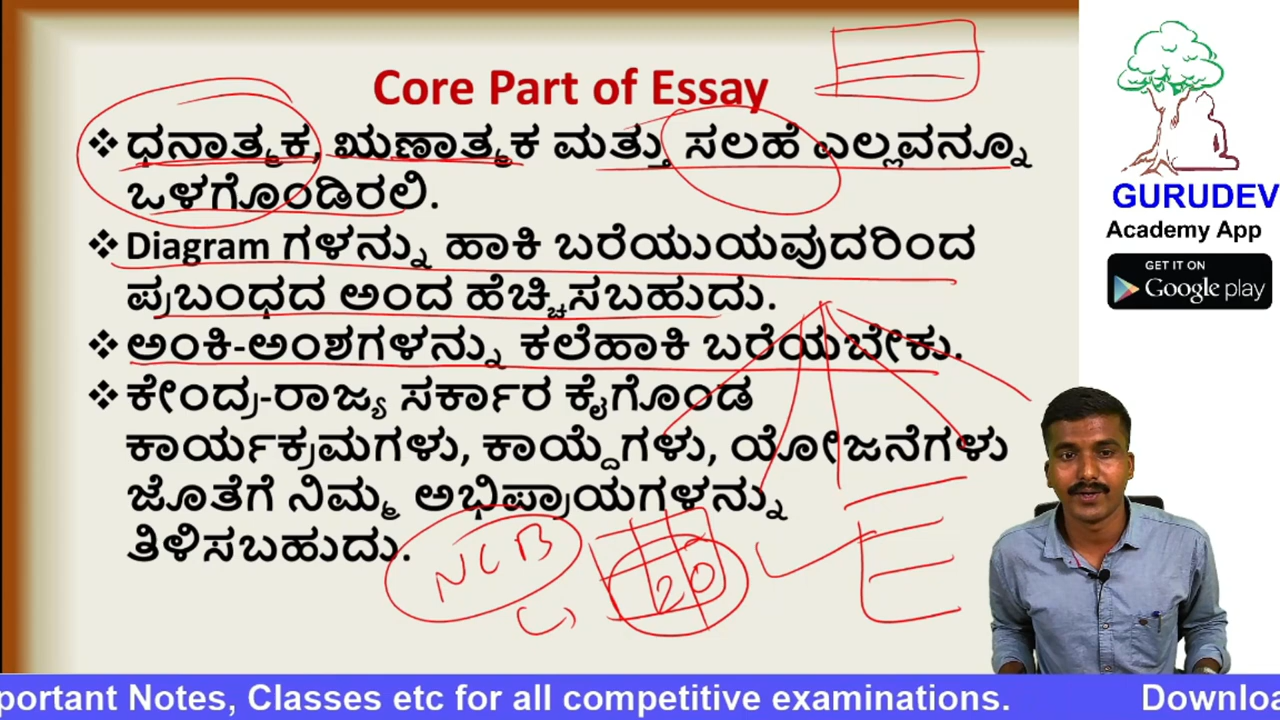 Core Part of Essay
❖ಧನಾತ್ಮಕ, ಋಣಾತ್ಮಕ ಮತ್ತು ಸಲಹೆ ಎಲ್ಲವನ್ನೂ
ಒಳಗೊಂಡಿರಲಿ.
❖Diagram ಗಳನ್ನು ಹಾಕಿ ಬರೆಯುಯವುದರಿಂದ
ಪ್ರಬಂಧದ ಅಂದ ಹೆಚ್ಚಿಸಬಹುದು.
❖ಅಂಕಿ-ಅಂಶಗಳನ್ನು ಕಲೆಹಾಕಿ ಬರೆಯಬೇಕು.
❖ಕೇಂದ್ರ-ರಾಜ್ಯ ಸರ್ಕಾರ ಕೈಗೊಂಡ
ಕಾರ್ಯಕ್ರಮಗಳು, ಕಾಯ್ದೆಗಳು, ಯೋಜನೆಗಳು
ಜೊತೆಗೆ ನಿಮ್ಮ ಅಭಿಪ್ರಾಯಗಳನ್ನು
ತಿಳಿಸಬಹುದು.
NCB
20
GURUDEV
Academy App
GET IT ON
Google play
portant Notes, Classes etc for all competitive examinations. Downloa